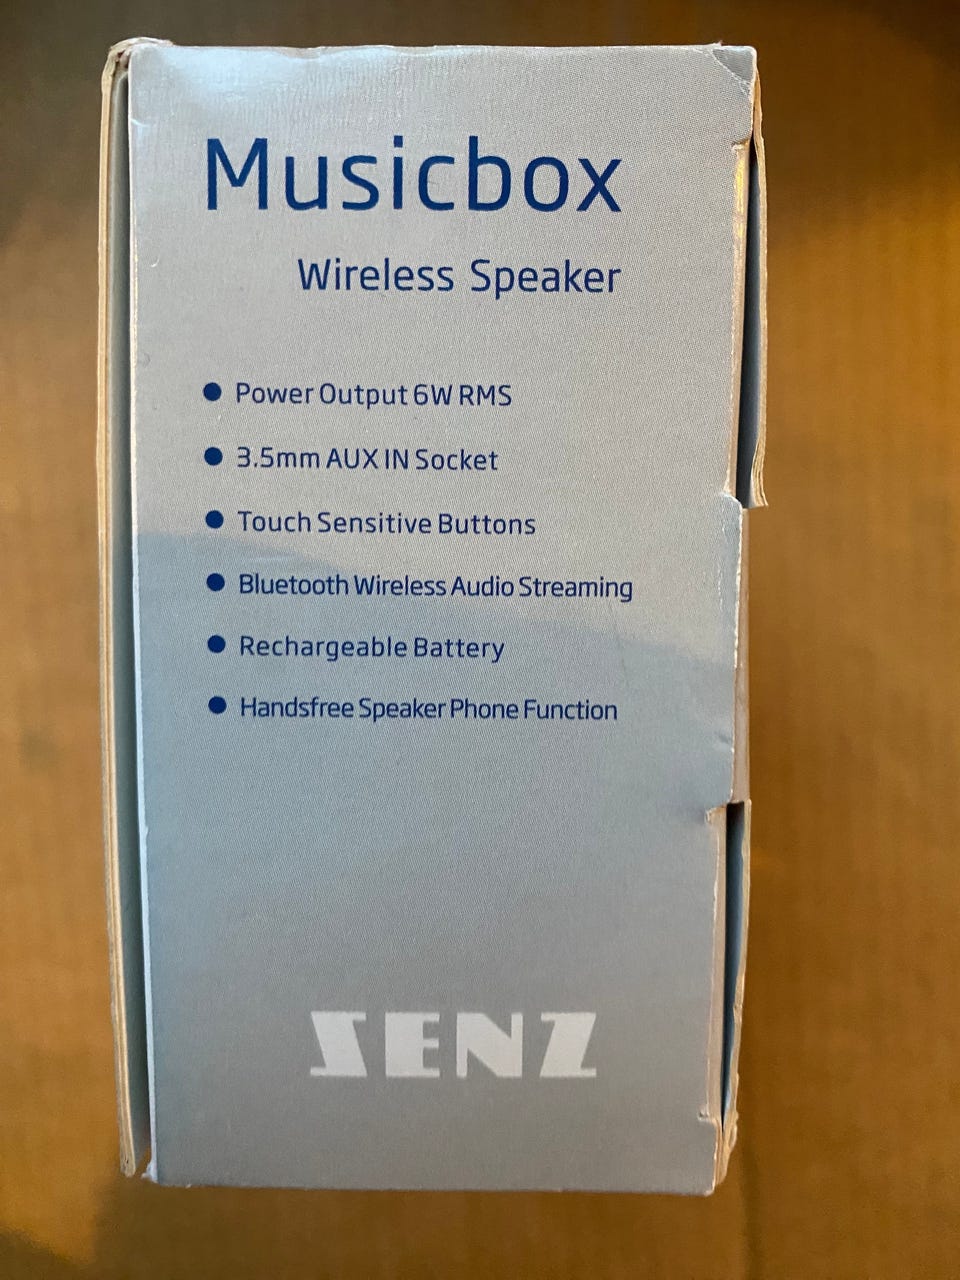 Musicbox
Wireless Speaker
● Power Output 6W RMS
● 3.5mm AUX IN Socket
● Touch Sensitive Buttons
● Bluetooth Wireless Audio Streaming
● Rechargeable Battery
● Handsfree Speaker Phone Function
SENZ